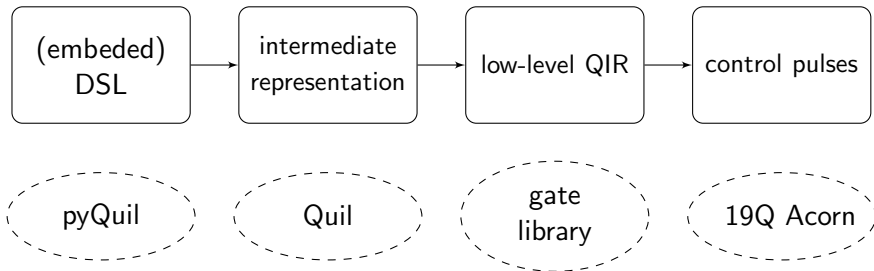 (embeded)
DSL
intermediate
representation
low-level QIR
control pulses
pyQuil
Quil
gate
library
19Q Acorn